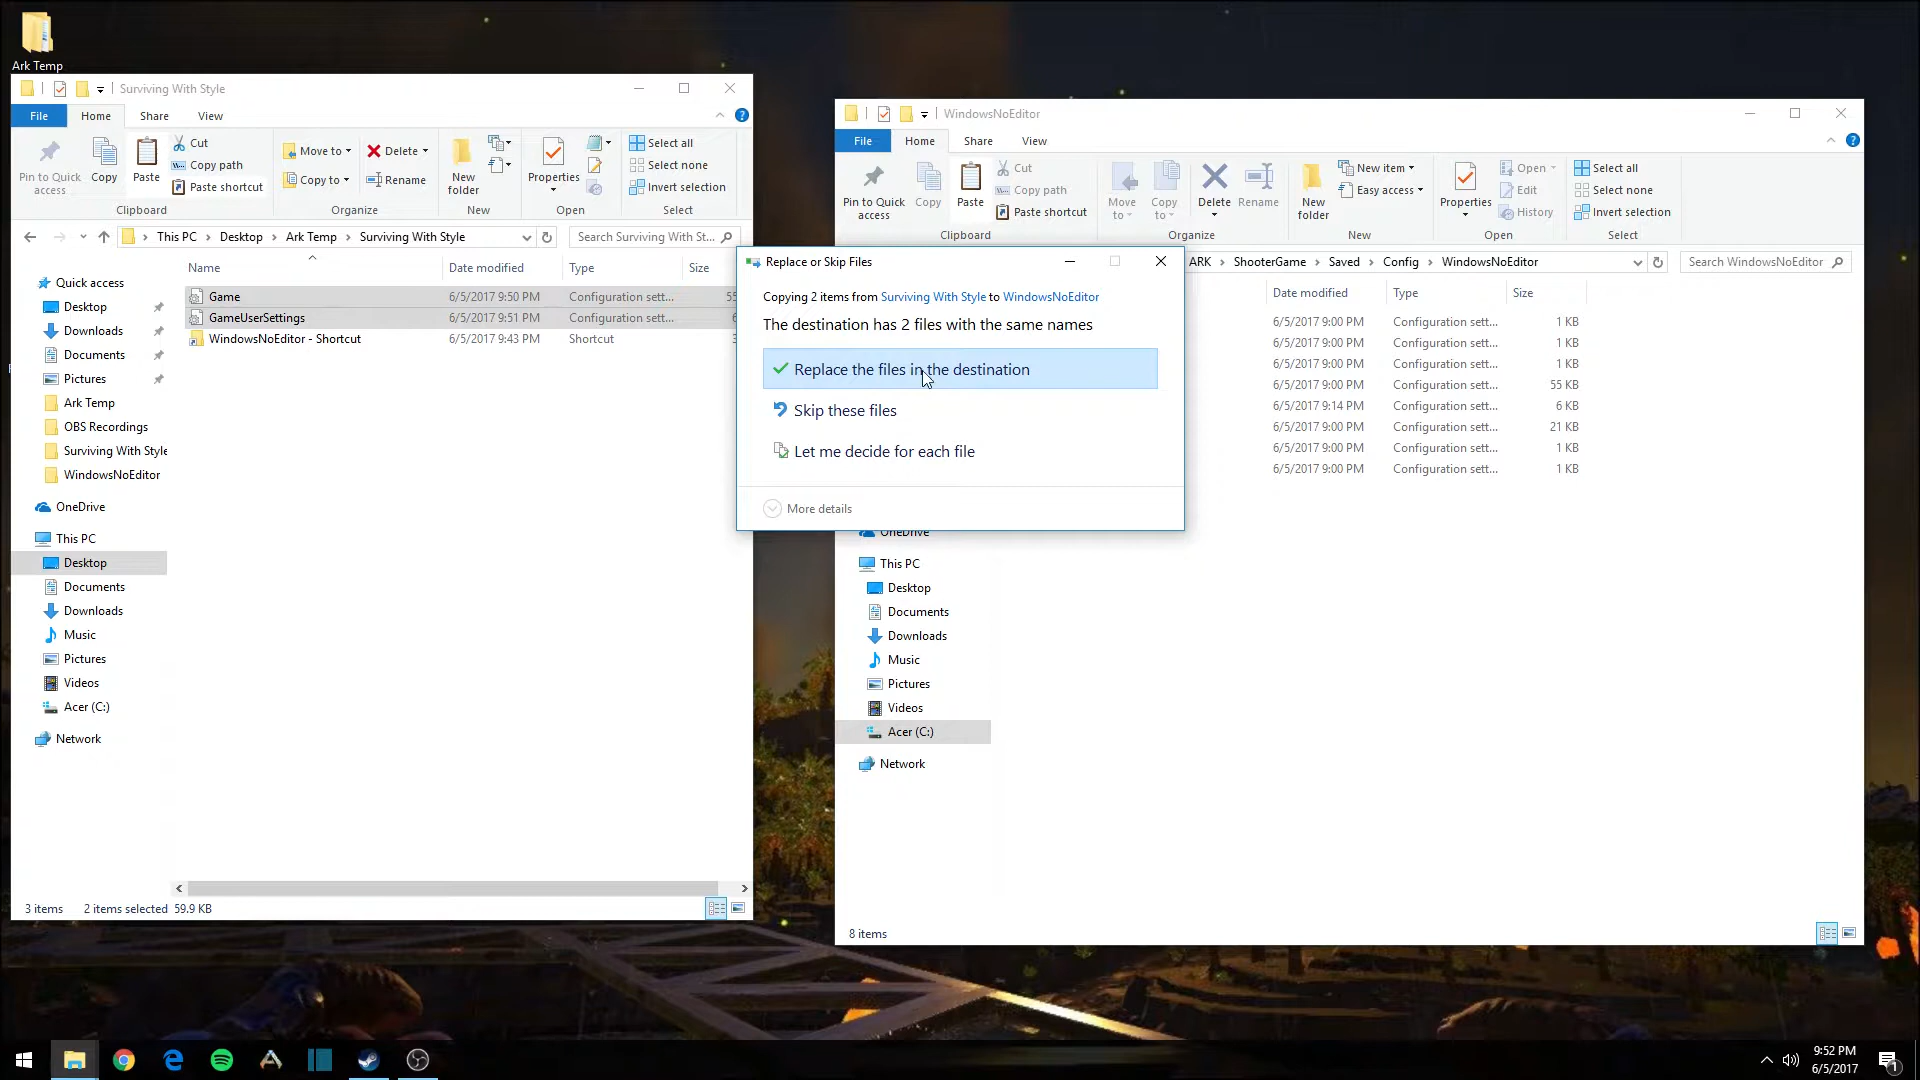 Ark Temp
Surviving With Style
File Home Share View
Pin to Quick access
Copy
Paste
Cut
Copy path
Paste shortcut
Clipboard
Move to
Copy to
Delete
Rename
Organize
New folder
New
Properties
Open
Select all
Select none
Invert selection
Select
This PC > Desktop > Ark Temp > Surviving With Style
Search Surviving With St...
Name Date modified Type Size
Game 6/5/2017 9:50 PM Configuration sett... 55
GameUserSettings 6/5/2017 9:51 PM Configuration sett...
WindowsNoEditor - Shortcut 6/5/2017 9:43 PM Shortcut
Quick access
Desktop
Downloads
Documents
Pictures
Ark Temp
OBS Recordings
Surviving With Style
WindowsNoEditor
OneDrive
This PC
Desktop
Documents
Downloads
Music
Pictures
Videos
Acer (C:)
Network
3 items 2 items selected 59.9 KB
Replace or Skip Files
Copying 2 items from Surviving With Style to WindowsNoEditor
The destination has 2 files with the same names
Replace the files in the destination
Skip these files
Let me decide for each file
More details
WindowsNoEditor
File Home Share View
Pin to Quick access
Copy
Paste
Cut
Copy path
Paste shortcut
Clipboard
Move to
Copy to
Delete
Rename
Organize
New folder
New item
Easy access
New
Properties
Open
Edit
History
Open
Select all
Select none
Invert selection
Select
ARK > ShooterGame > Saved > Config > WindowsNoEditor
Search WindowsNoEditor
Date modified Type Size
6/5/2017 9:00 PM Configuration sett... 1 KB
6/5/2017 9:00 PM Configuration sett... 1 KB
6/5/2017 9:00 PM Configuration sett... 1 KB
6/5/2017 9:00 PM Configuration sett... 55 KB
6/5/2017 9:14 PM Configuration sett... 6 KB
6/5/2017 9:00 PM Configuration sett... 21 KB
6/5/2017 9:00 PM Configuration sett... 1 KB
6/5/2017 9:00 PM Configuration sett... 1 KB
OneDrive
This PC
Desktop
Documents
Downloads
Music
Pictures
Videos
Acer (C:)
Network
8 items
9:52 PM
6/5/2017
1